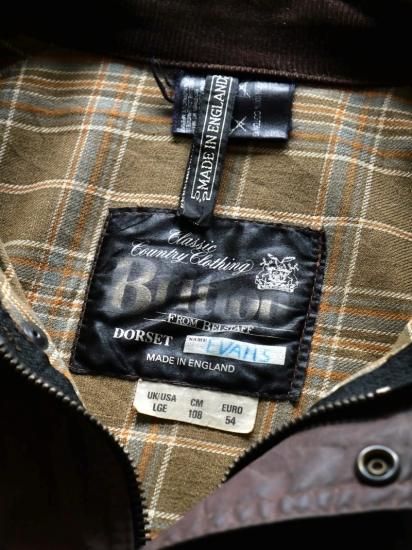 MADE IN ENGLAND
Classic
Country Clothing
FROM BELSTAFF
DORSET NAME EVANS
MADE IN ENGLAND
UK/USA CM EURO
LGE 108 54